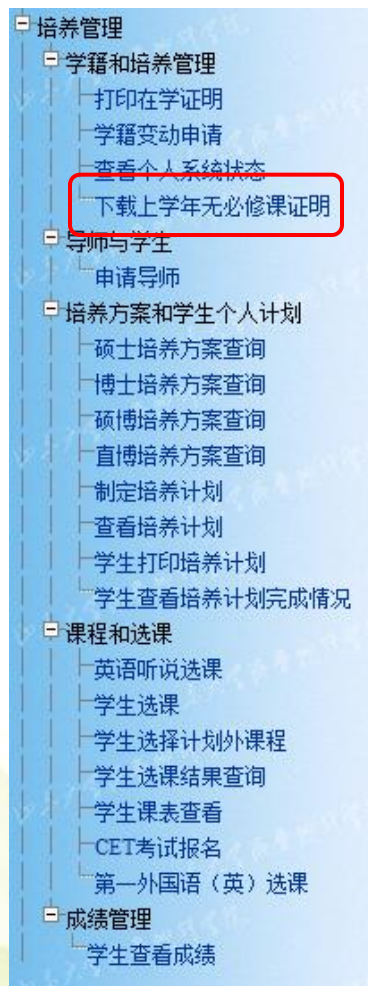 培养管理
学籍和培养管理
打印在学证明
学籍变动申请
查看个人系统状态
下载上学年无必修课证明
导师与学生
申请导师
培养方案和学生个人计划
硕士培养方案查询
博士培养方案查询
硕博培养方案查询
直博培养方案查询
制定培养计划
查看培养计划
学生打印培养计划
学生查看培养计划完成情况
课程和选课
英语听说选课
学生选课
学生选择计划外课程
学生选课结果查询
学生课表查看
CET考试报名
第一外国语（英）选课
成绩管理
学生查看成绩